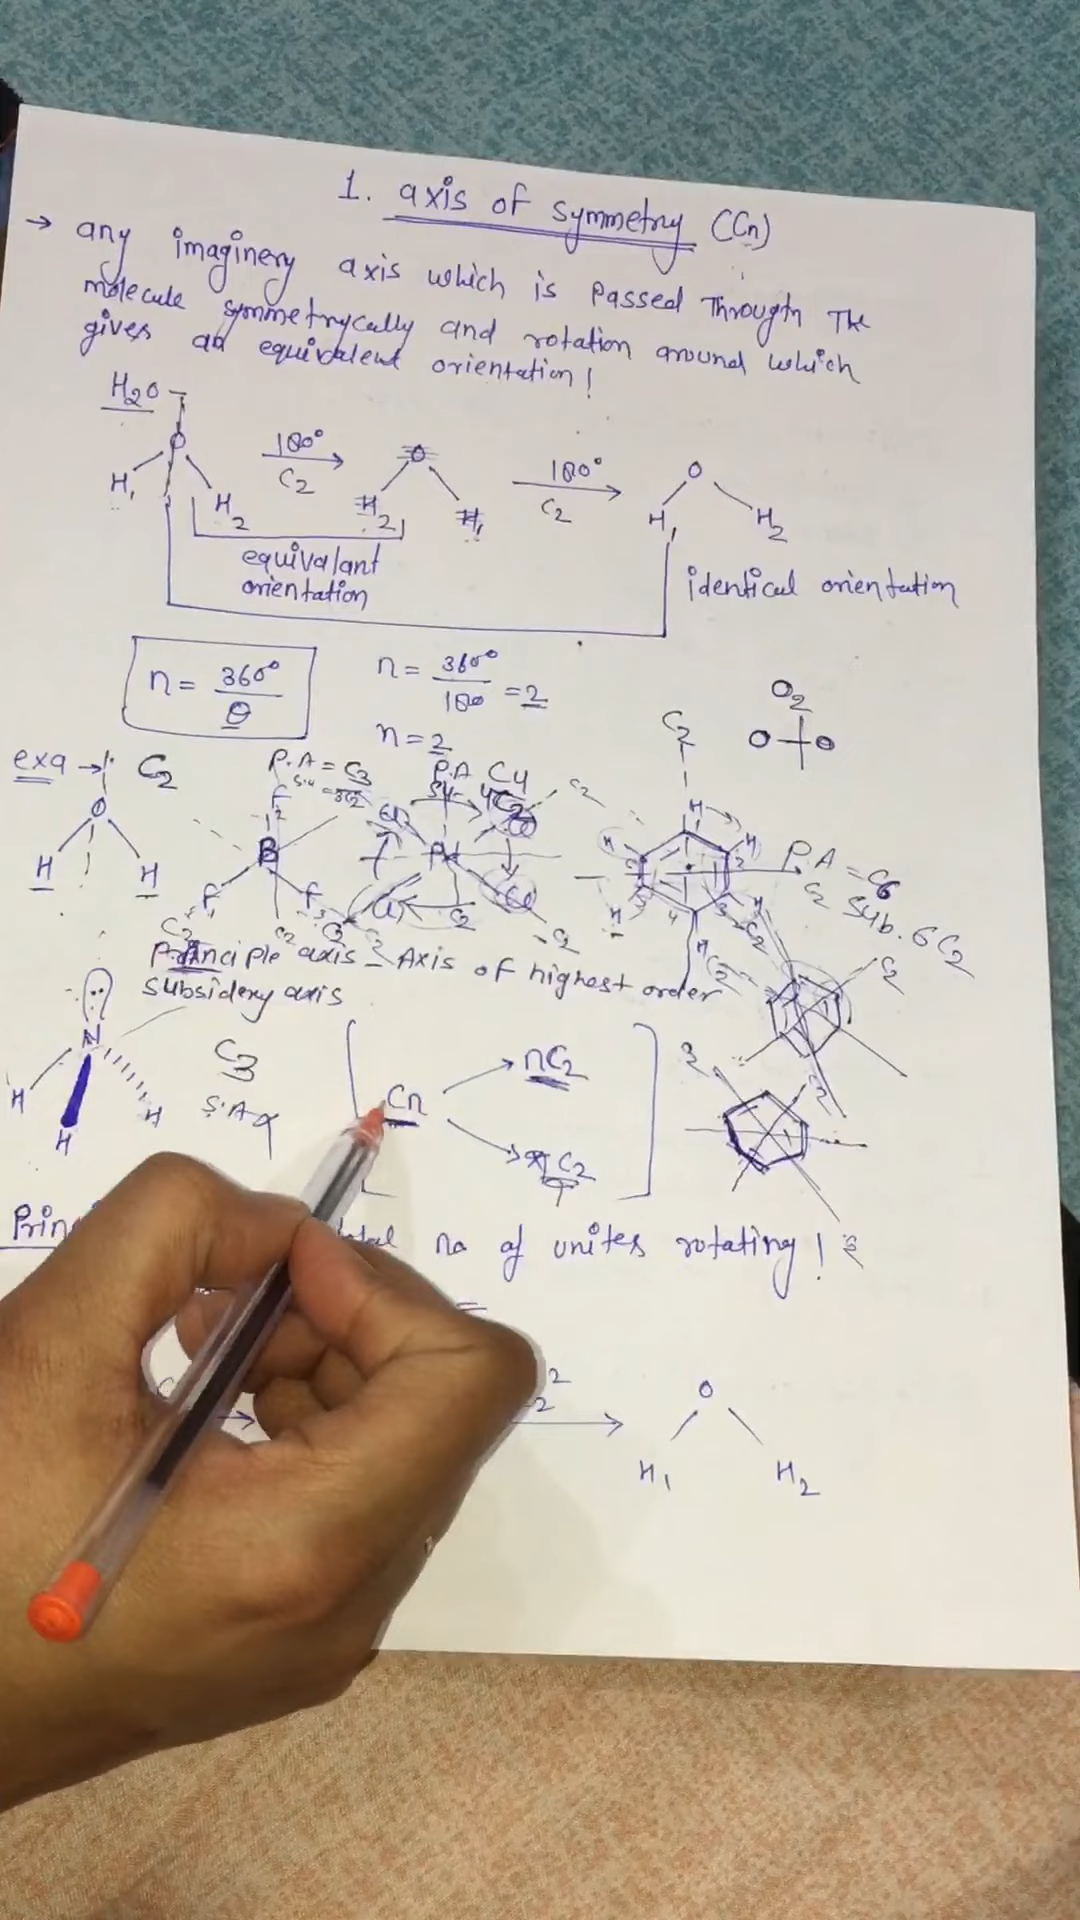 1. axis of symmetry (Cn)
→ any imaginery axis which is Passed Through The
molecule symmetrycally and rotation around which
gives an equivalent orientation!
H2O
O H1 H2 180° C2 O H2 H1 180° C2 O H1 H2
equivalant
orientation
identical orientation
n = 360° / θ
n = 360° / 180 = 2
n = 2
O2
O O
exa → C2
O H H
P.A = C3
F B F F
P.A C4
C2
P.A = C6
Sub. 6C2
Principle axis = Axis of highest order
Subsidery axis
N H H H
C3
S.A
Cn → nC2
C2
no of unites rotating!
O
H1 H2